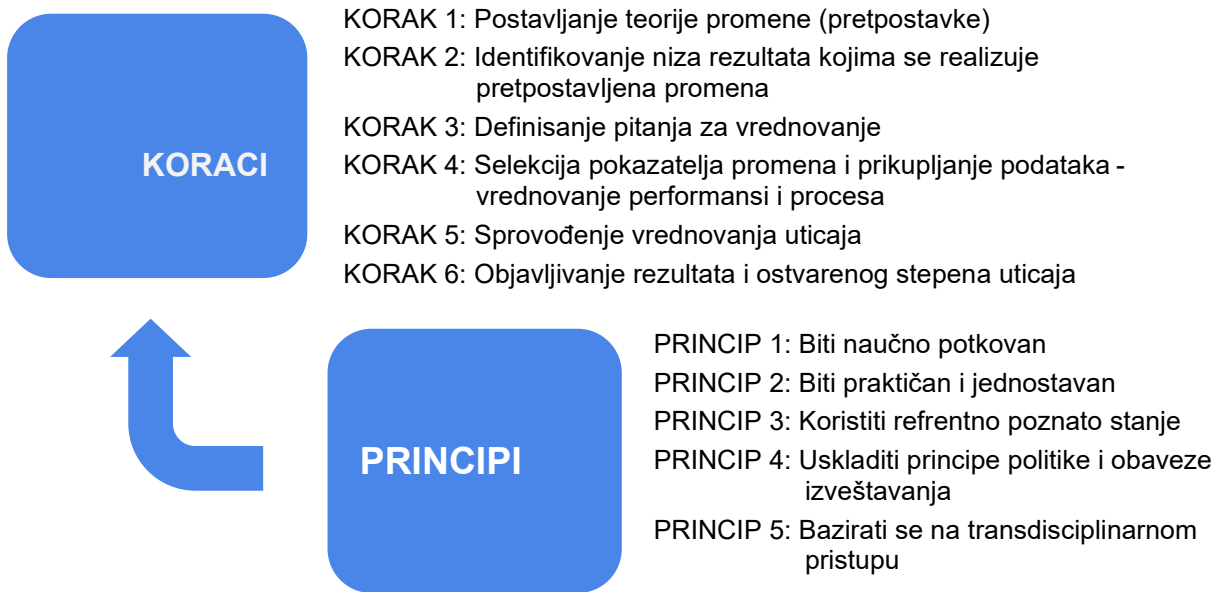 KORACI
KORAK 1: Postavljanje teorije promene (pretpostavke)
KORAK 2: Identifikovanje niza rezultata kojima se realizuje
pretpostavljena promena
KORAK 3: Definisanje pitanja za vrednovanje
KORAK 4: Selekcija pokazatelja promena i prikupljanje podataka -
vrednovanje performansi i procesa
KORAK 5: Sprovođenje vrednovanja uticaja
KORAK 6: Objavljivanje rezultata i ostvarenog stepena uticaja
PRINCIPI
PRINCIP 1: Biti naučno potkovan
PRINCIP 2: Biti praktičan i jednostavan
PRINCIP 3: Koristiti refrentno poznato stanje
PRINCIP 4: Uskladiti principe politike i obaveze
izveštavanja
PRINCIP 5: Bazirati se na transdisciplinarnom
pristupu